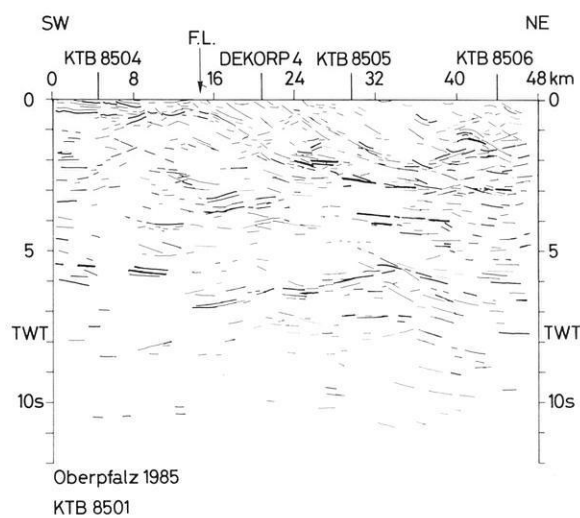 SW NE
F.L.
KTB 8504 DEKORP 4 KTB 8505 KTB 8506
0 8 16 24 32 40 48 km
0 0
5 5
TWT TWT
10s 10s
Oberpfalz 1985
KTB 8501